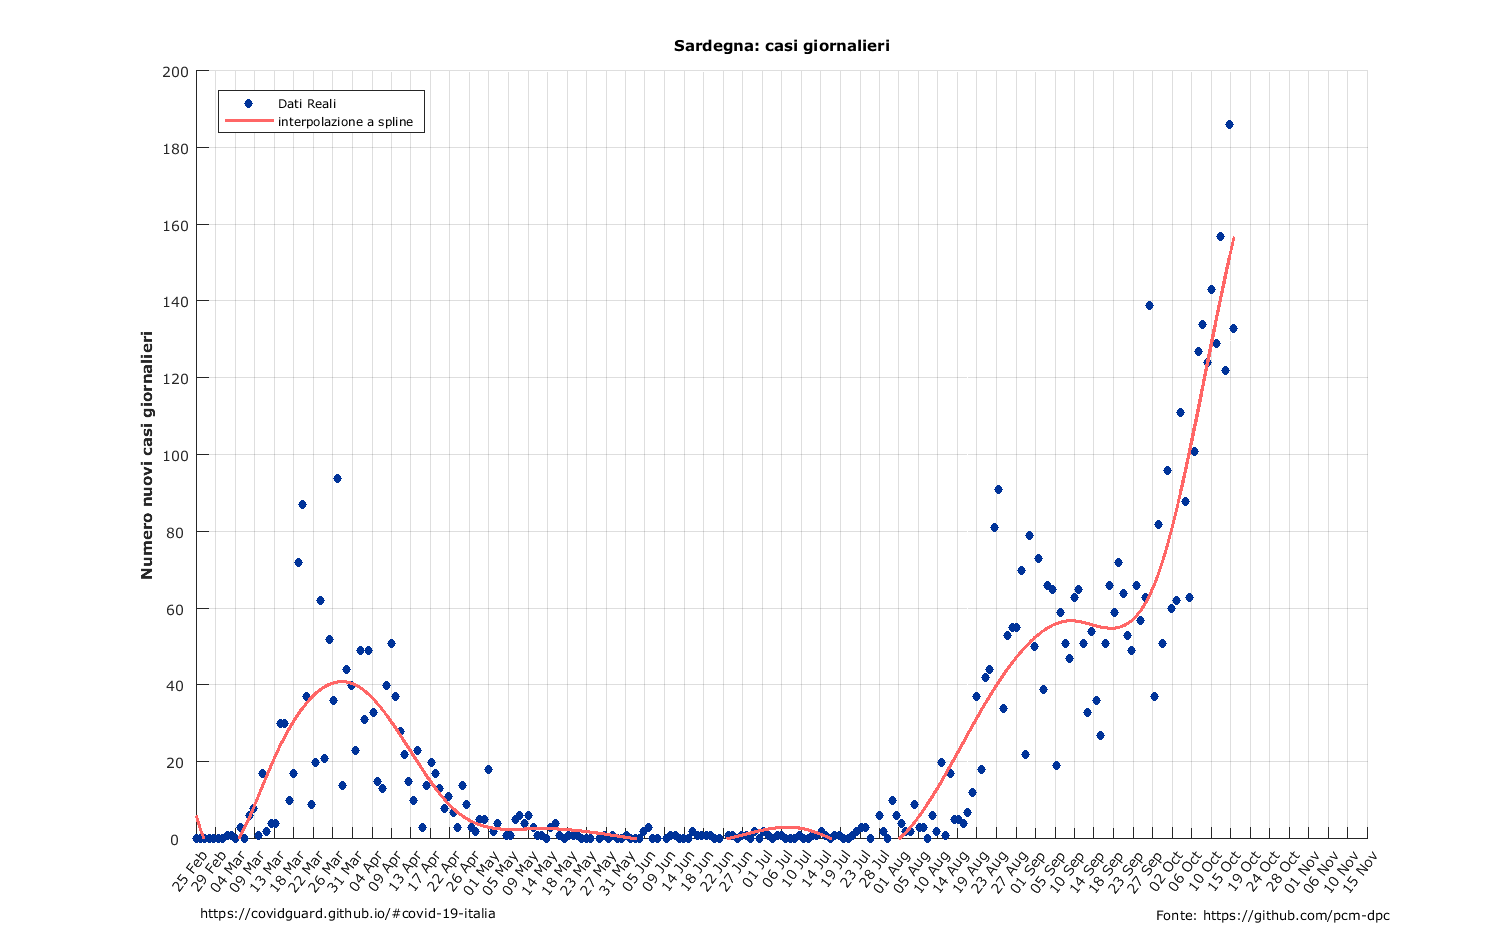 Sardegna: casi giornalieri
Dati Reali
interpolazione a spline
Numero nuovi casi giornalieri
200
180
160
140
120
100
80
60
40
20
0
25 Feb
29 Feb
04 Mar
09 Mar
13 Mar
18 Mar
22 Mar
26 Mar
31 Mar
04 Apr
09 Apr
13 Apr
17 Apr
22 Apr
26 Apr
01 May
05 May
09 May
14 May
18 May
23 May
27 May
31 May
05 Jun
09 Jun
14 Jun
18 Jun
22 Jun
27 Jun
01 Jul
06 Jul
10 Jul
14 Jul
19 Jul
23 Jul
28 Jul
01 Aug
05 Aug
10 Aug
14 Aug
19 Aug
23 Aug
27 Aug
01 Sep
05 Sep
10 Sep
14 Sep
18 Sep
23 Sep
27 Sep
02 Oct
06 Oct
10 Oct
15 Oct
19 Oct
24 Oct
28 Oct
01 Nov
06 Nov
10 Nov
15 Nov
https://covidguard.github.io/#covid-19-italia
Fonte: https://github.com/pcm-dpc